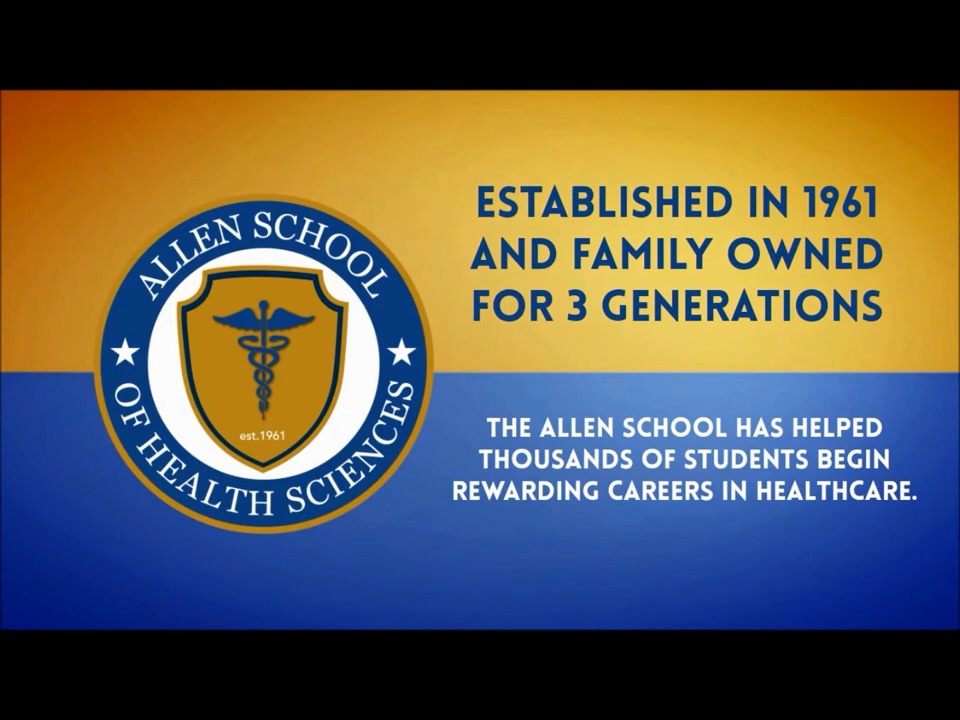 ALLEN SCHOOL
OF HEALTH SCIENCES
est.1961
ESTABLISHED IN 1961
AND FAMILY OWNED
FOR 3 GENERATIONS
THE ALLEN SCHOOL HAS HELPED
THOUSANDS OF STUDENTS BEGIN
REWARDING CAREERS IN HEALTHCARE.